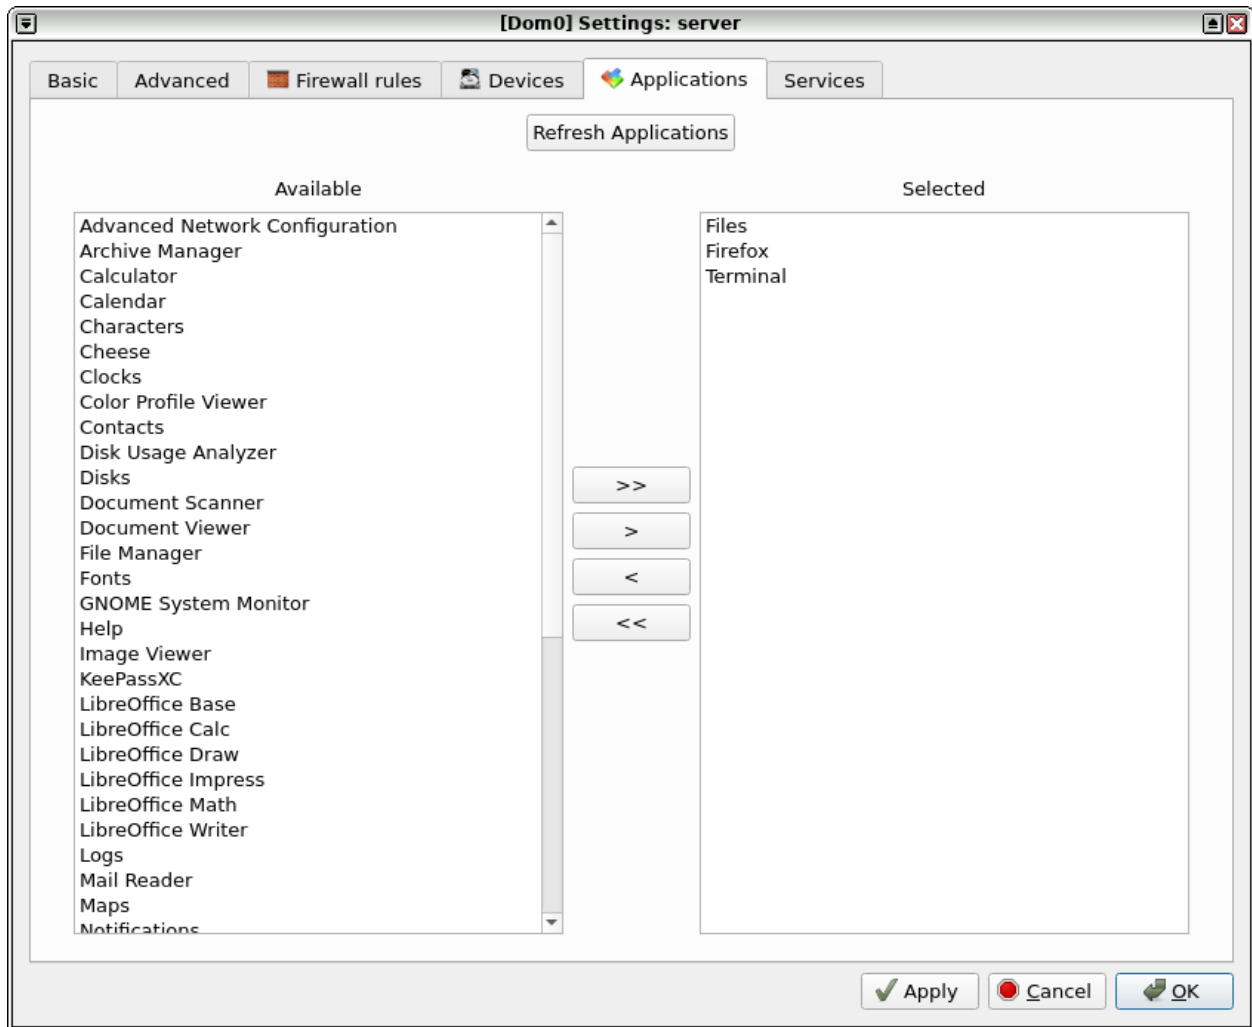 [Dom0] Settings: server
Basic Advanced Firewall rules Devices Applications Services
Refresh Applications
Available
Advanced Network Configuration
Archive Manager
Calculator
Calendar
Characters
Cheese
Clocks
Color Profile Viewer
Contacts
Disk Usage Analyzer
Disks
Document Scanner
Document Viewer
File Manager
Fonts
GNOME System Monitor
Help
Image Viewer
KeePassXC
LibreOffice Base
LibreOffice Calc
LibreOffice Draw
LibreOffice Impress
LibreOffice Math
LibreOffice Writer
Logs
Mail Reader
Maps
Notifications
>>
>
<
<<
Selected
Files
Firefox
Terminal
Apply Cancel OK